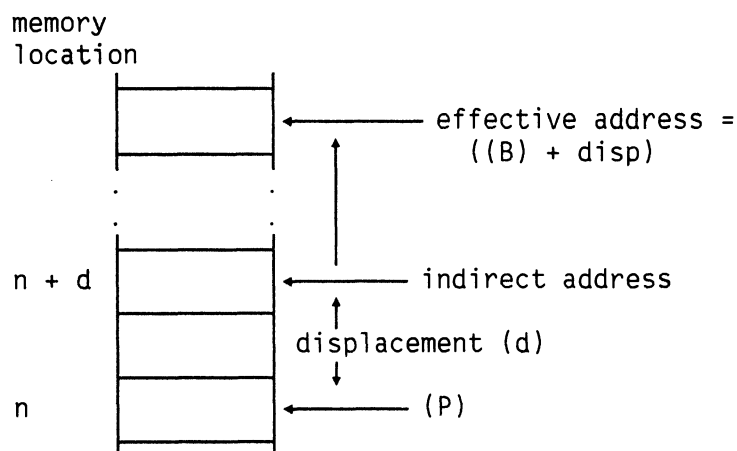 memory
location
effective address =
((B) + disp)
n + d
indirect address
displacement (d)
n
(P)